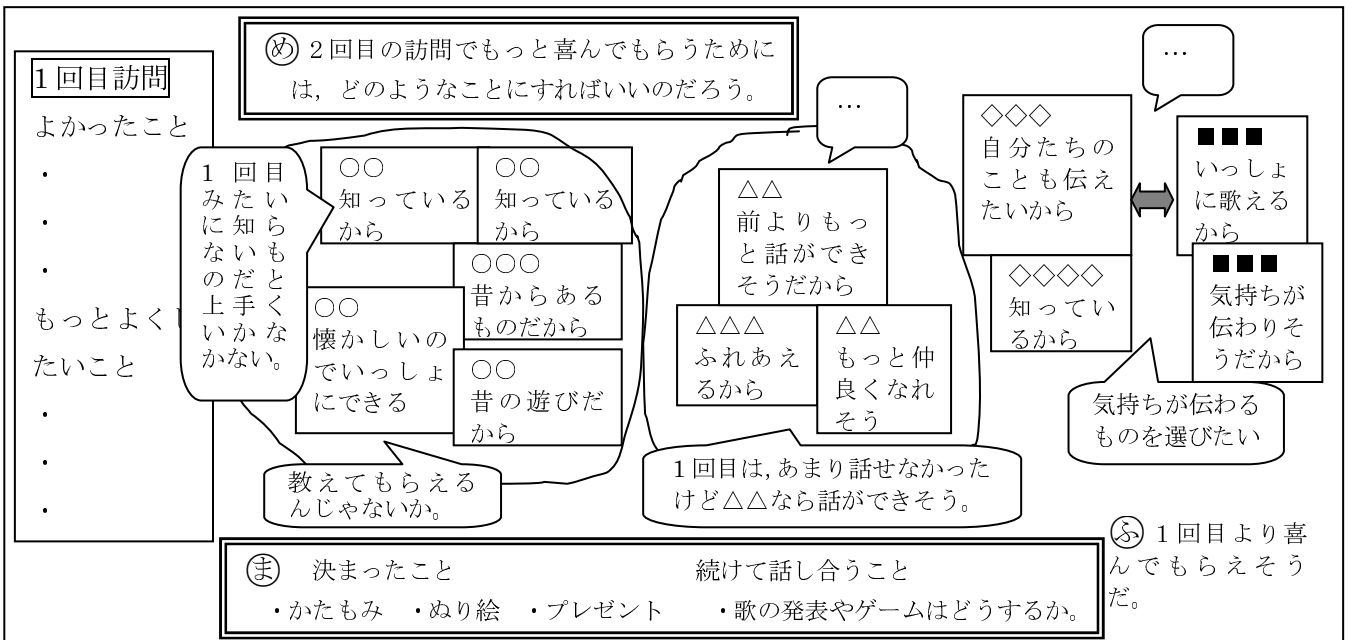 1回目訪問
よかったこと
・
・
・
もっとよくし
たいこと
・
・
・
め 2回目の訪問でもっと喜んでもらうために
は，どのようなことにすればいいのだろう。
1回目
みたい
に知ら
ないも
のだと
上手く
いかな
かない。
○○
知っている
から
○○
知っている
から
○○○
昔からある
ものだから
○○
懐かしいの
でいっしょ
にできる
○○
昔の遊びだ
から
教えてもらえる
んじゃないか。
…
△△
前よりもっ
と話ができ
そうだから
△△△
ふれあえ
るから
△△
もっと仲
良くなれ
そう
1回目は，あまり話せなかった
けど△△なら話ができそう。
…
◇◇◇
自分たちの
ことも伝え
たいから
◇◇◇◇
知ってい
るから
■■■
いっしょ
に歌える
から
■■■
気持ちが
伝わりそ
うだから
気持ちが伝わる
ものを選びたい
ま 決まったこと 続けて話し合うこと
・かたもみ ・ぬり絵 ・プレゼント ・歌の発表やゲームはどうするか。
ふ 1回目より喜
んでもらえそう
だ。